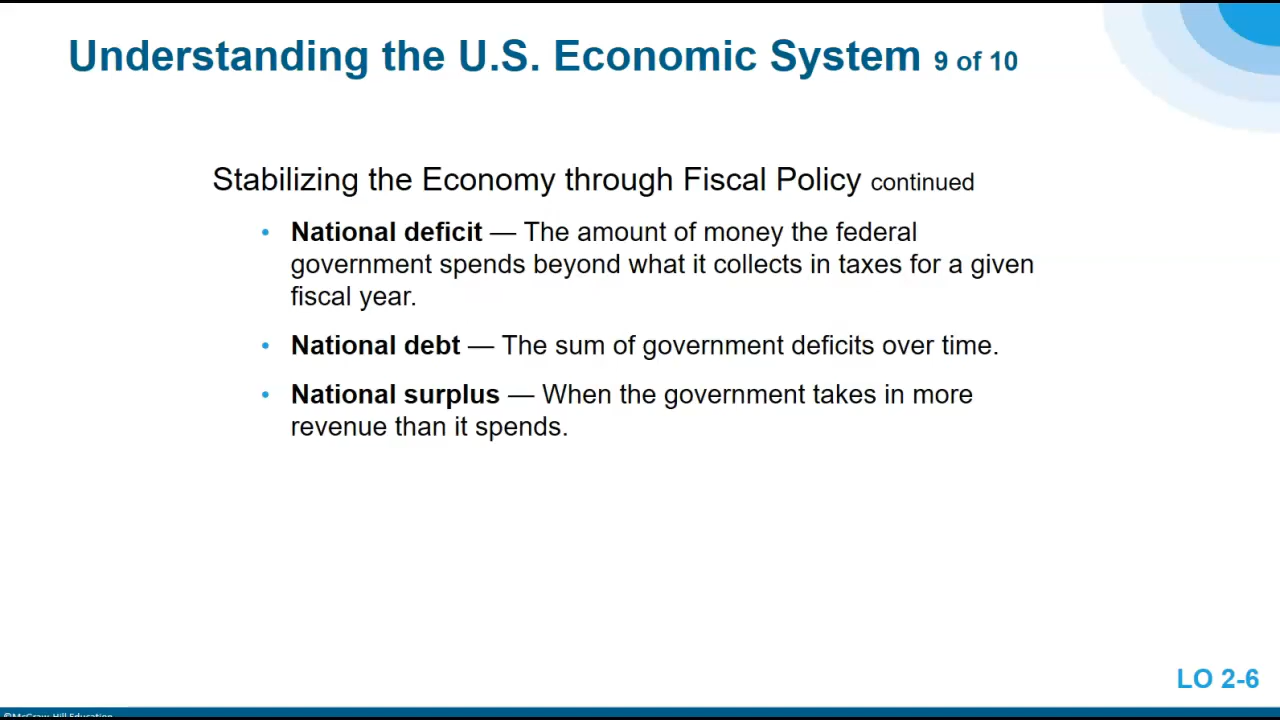 Understanding the U.S. Economic System 9 of 10
Stabilizing the Economy through Fiscal Policy continued
• National deficit — The amount of money the federal
government spends beyond what it collects in taxes for a given
fiscal year.
• National debt — The sum of government deficits over time.
• National surplus — When the government takes in more
revenue than it spends.
LO 2-6
©McGraw-Hill Education